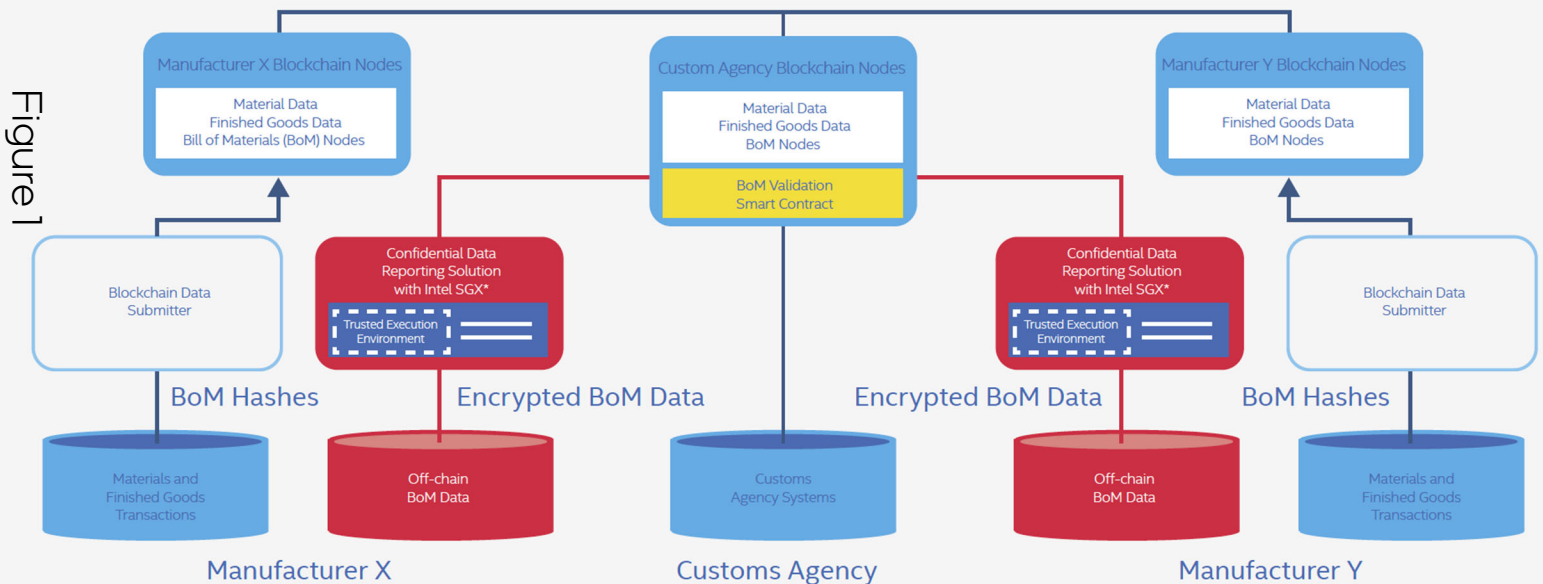 Figure1
Manufacturer X Blockchain Nodes
Material Data
Finished Goods Data
Bill of Materials (BoM) Nodes
Custom Agency Blockchain Nodes
Material Data
Finished Goods Data
BoM Nodes
BoM Validation
Smart Contract
Manufacturer Y Blockchain Nodes
Material Data
Finished Goods Data
BoM Nodes
Blockchain Data
Submitter
Confidential Data
Reporting Solution
with Intel SGX*
Trusted Execution
Environment
Confidential Data
Reporting Solution
with Intel SGX*
Trusted Execution
Environment
Blockchain Data
Submitter
BoM Hashes
Encrypted BoM Data
Encrypted BoM Data
BoM Hashes
Materials and
Finished Goods
Transactions
Off-chain
BoM Data
Customs
Agency Systems
Off-chain
BoM Data
Materials and
Finished Goods
Transactions
Manufacturer X
Customs Agency
Manufacturer Y